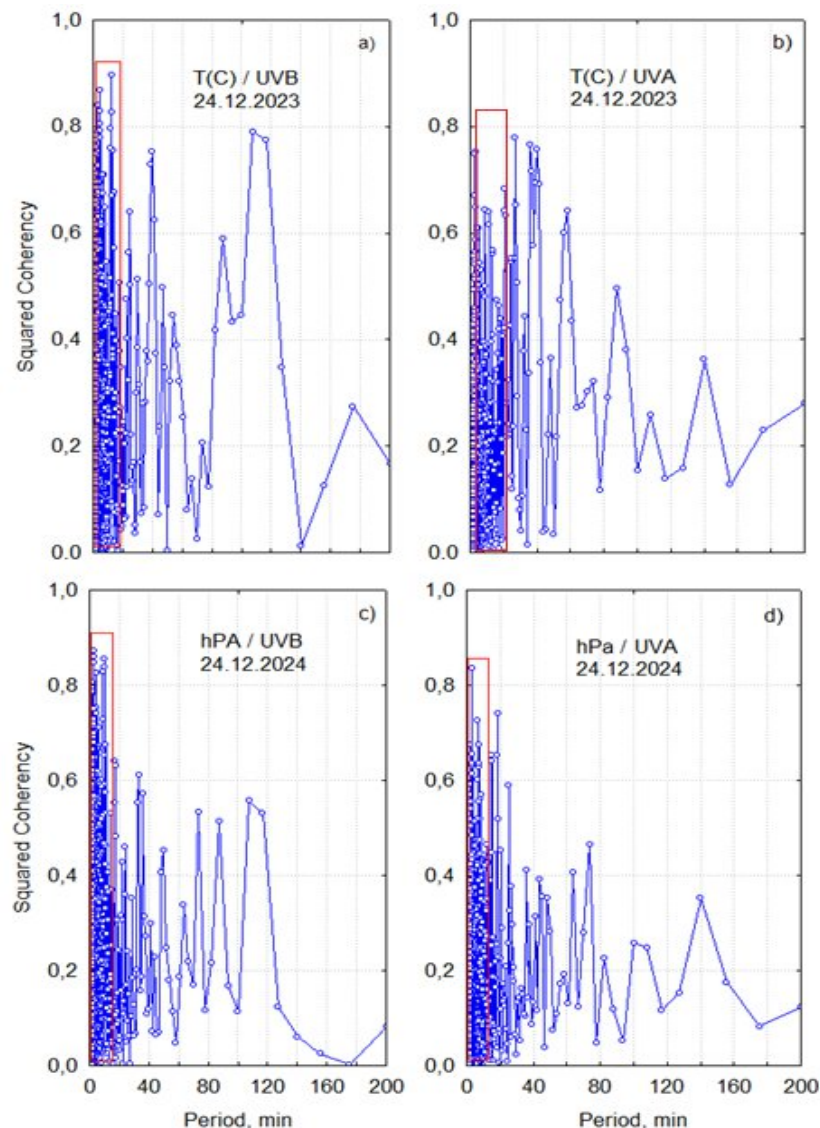 1,0
0.8
0,6
0.4
0.2
0.0
Squared Coherency
a)
T(C) / UVB
24.12.2023
1,0
0.8
0,6
0.4
0,2
0.0
b)
T(C) / UVA
24.12.2023
1,0
0,8
0,6
0,4
0,2
0,0
Squared Coherency
c)
hPA / UVB
24.12.2024
0 40 80 120 160 200
Period, min
1,0
0,8
0,6
0,4
0,2
0,0
d)
hPa / UVA
24.12.2024
0 40 80 120 160 200
Period, min